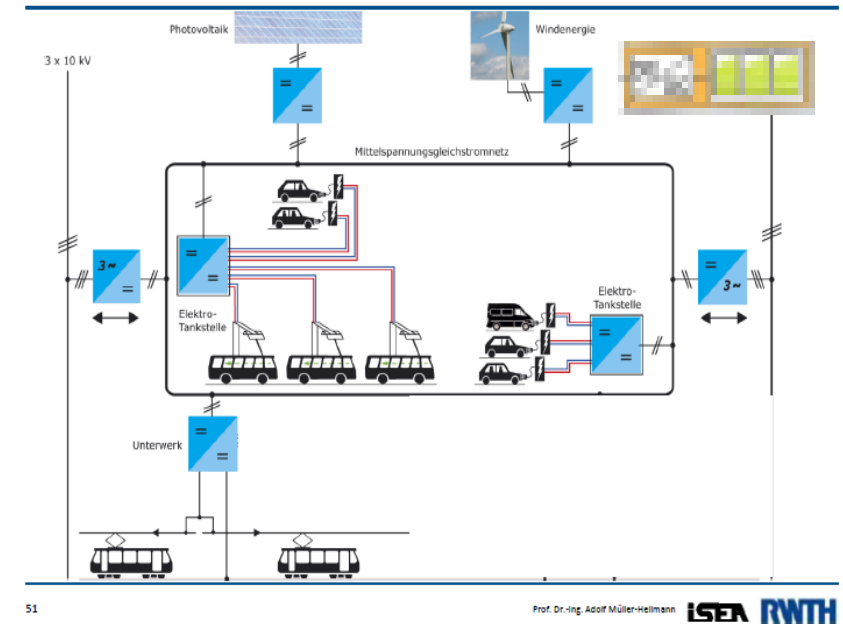 Photovoltaik
Windenergie
3 x 10 kV
Mittelspannungsgleichstromnetz
3~
Elektro-
Tankstelle
3~
Elektro-
Tankstelle
Unterwerk
51
Prof. Dr.-Ing. Adolf Müller-Hellmann
iSEA
RWTH